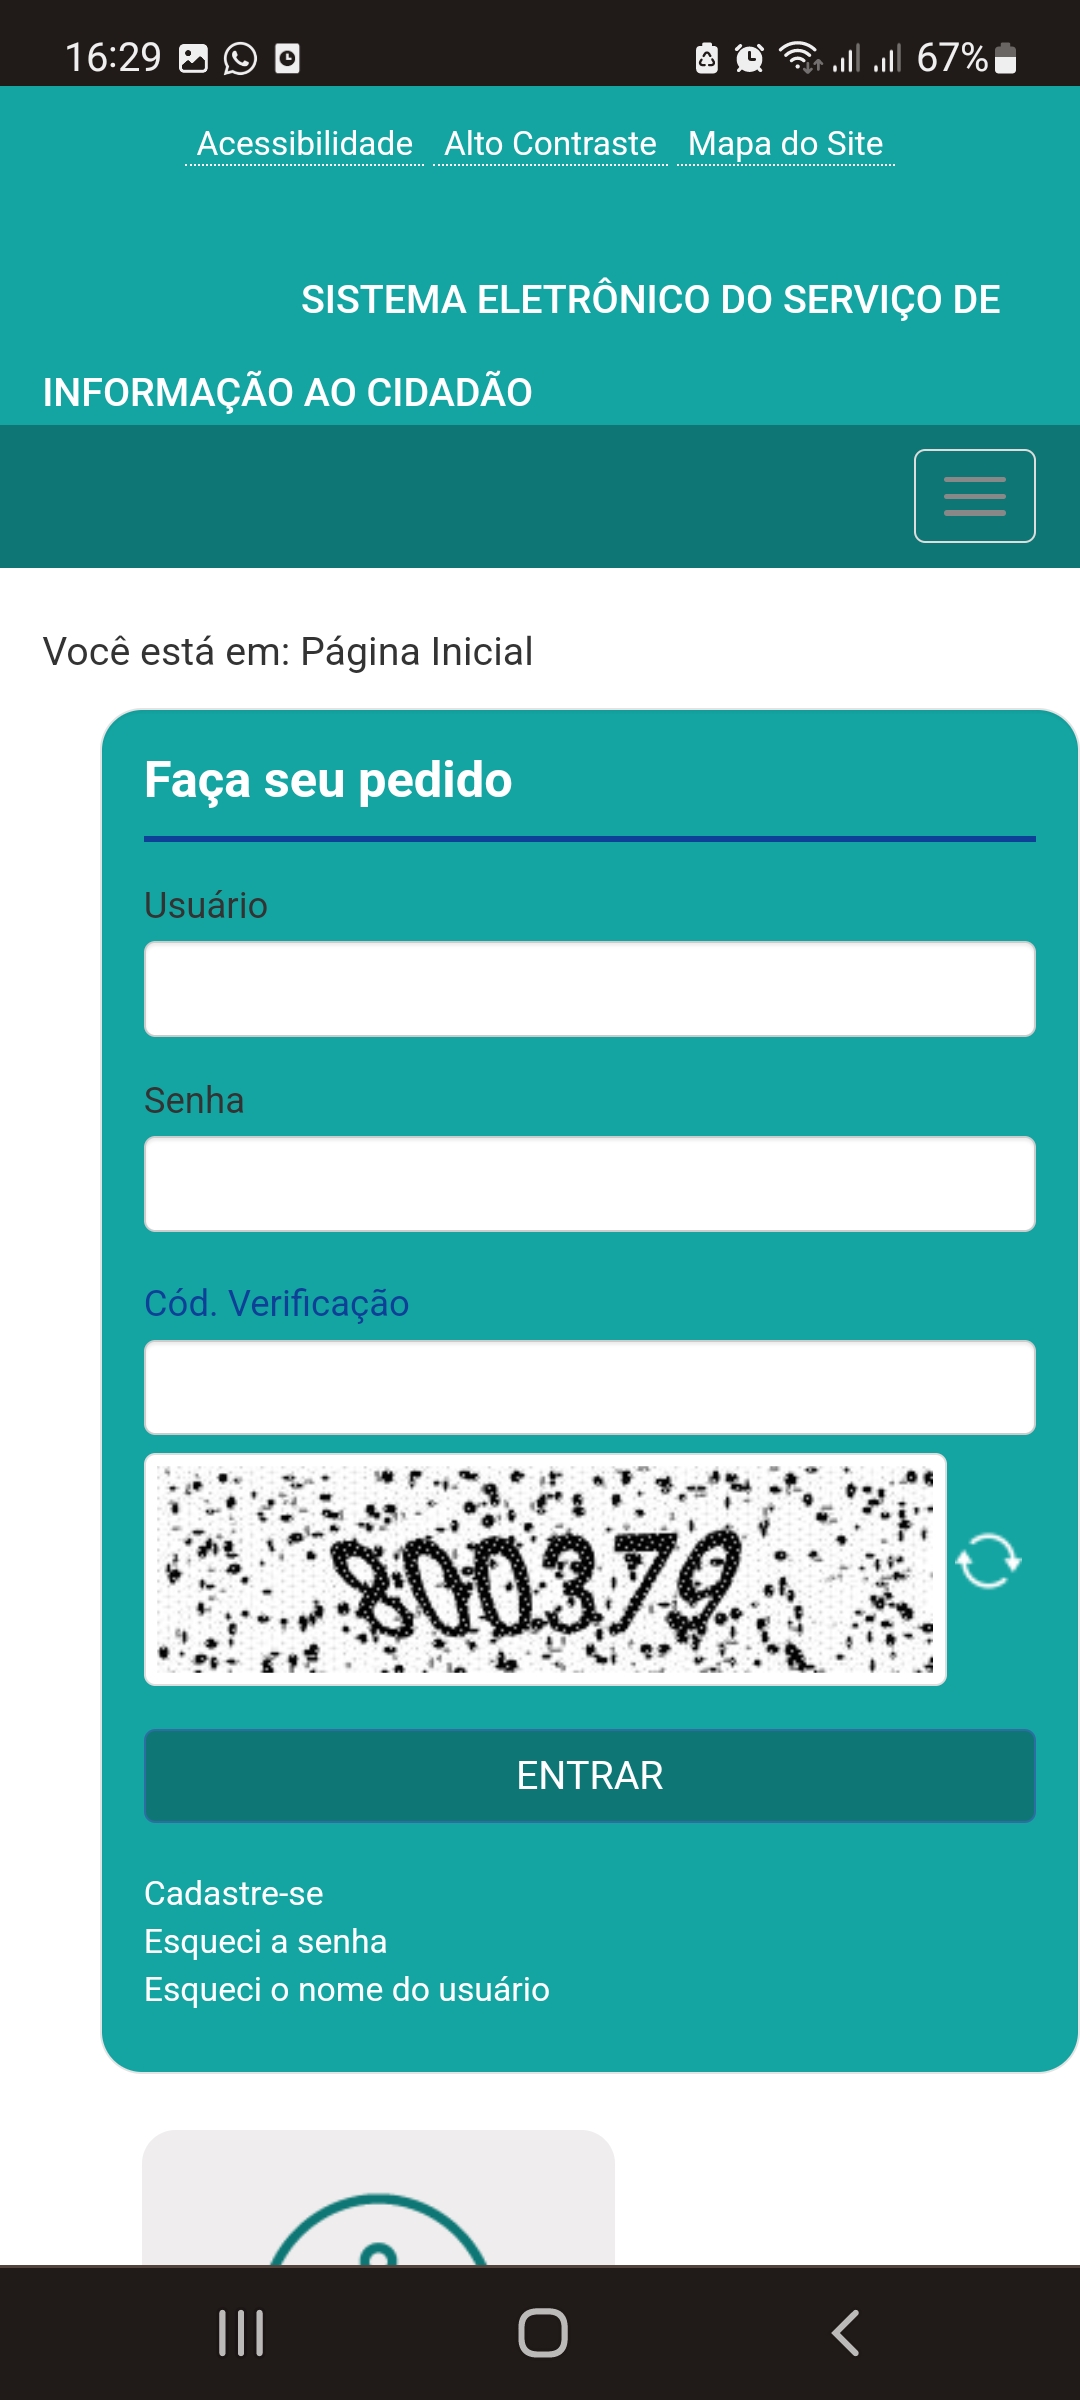 16:29 67%
Acessibilidade Alto Contraste Mapa do Site
SISTEMA ELETRÔNICO DO SERVIÇO DE
INFORMAÇÃO AO CIDADÃO
Você está em: Página Inicial
Faça seu pedido
Usuário
Senha
Cód. Verificação
800379
ENTRAR
Cadastre-se
Esqueci a senha
Esqueci o nome do usuário